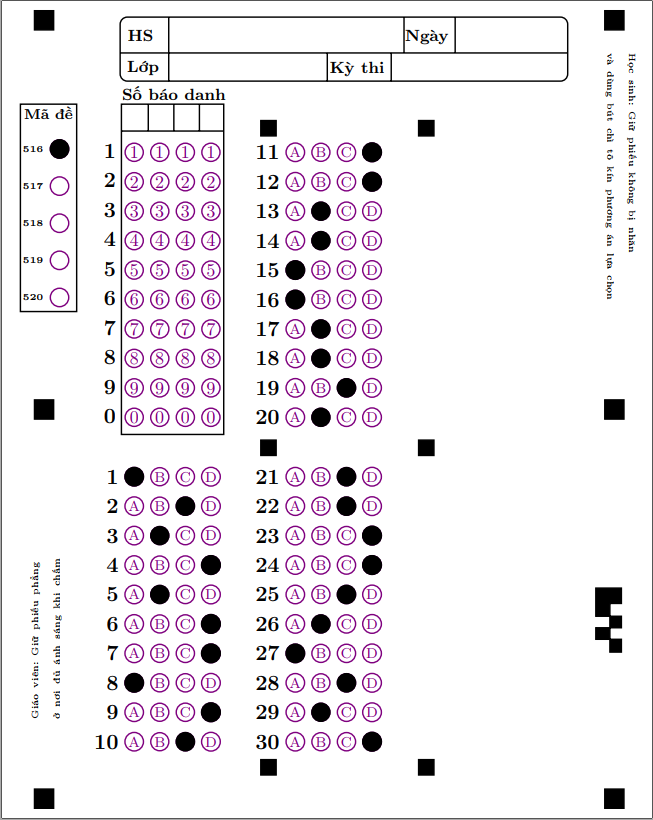 HS
Ngày
Lớp
Kỳ thi
Số báo danh
Mã đề
516
517
518
519
520
1 1 1 1 1
2 2 2 2 2
3 3 3 3 3
4 4 4 4 4
5 5 5 5 5
6 6 6 6 6
7 7 7 7 7
8 8 8 8 8
9 9 9 9 9
0 0 0 0 0
11 A B C
12 A B C
13 A C D
14 A C D
15 B C D
16 B C D
17 A C D
18 A C D
19 A B D
20 A C D
1 B C D
2 A B D
3 A C D
4 A B C
5 A C D
6 A B C
7 A B C
8 B C D
9 A B C
10 A B D
21 A B D
22 A B D
23 A B C
24 A B C
25 A B D
26 A C D
27 B C D
28 A B D
29 A C D
30 A B C
Học sinh: Giữ phiếu không bị nhăn
và dùng bút chì tô kín phương án lựa chọn
Giáo viên: Giữ phiếu phẳng
ở nơi đủ ánh sáng khi chấm